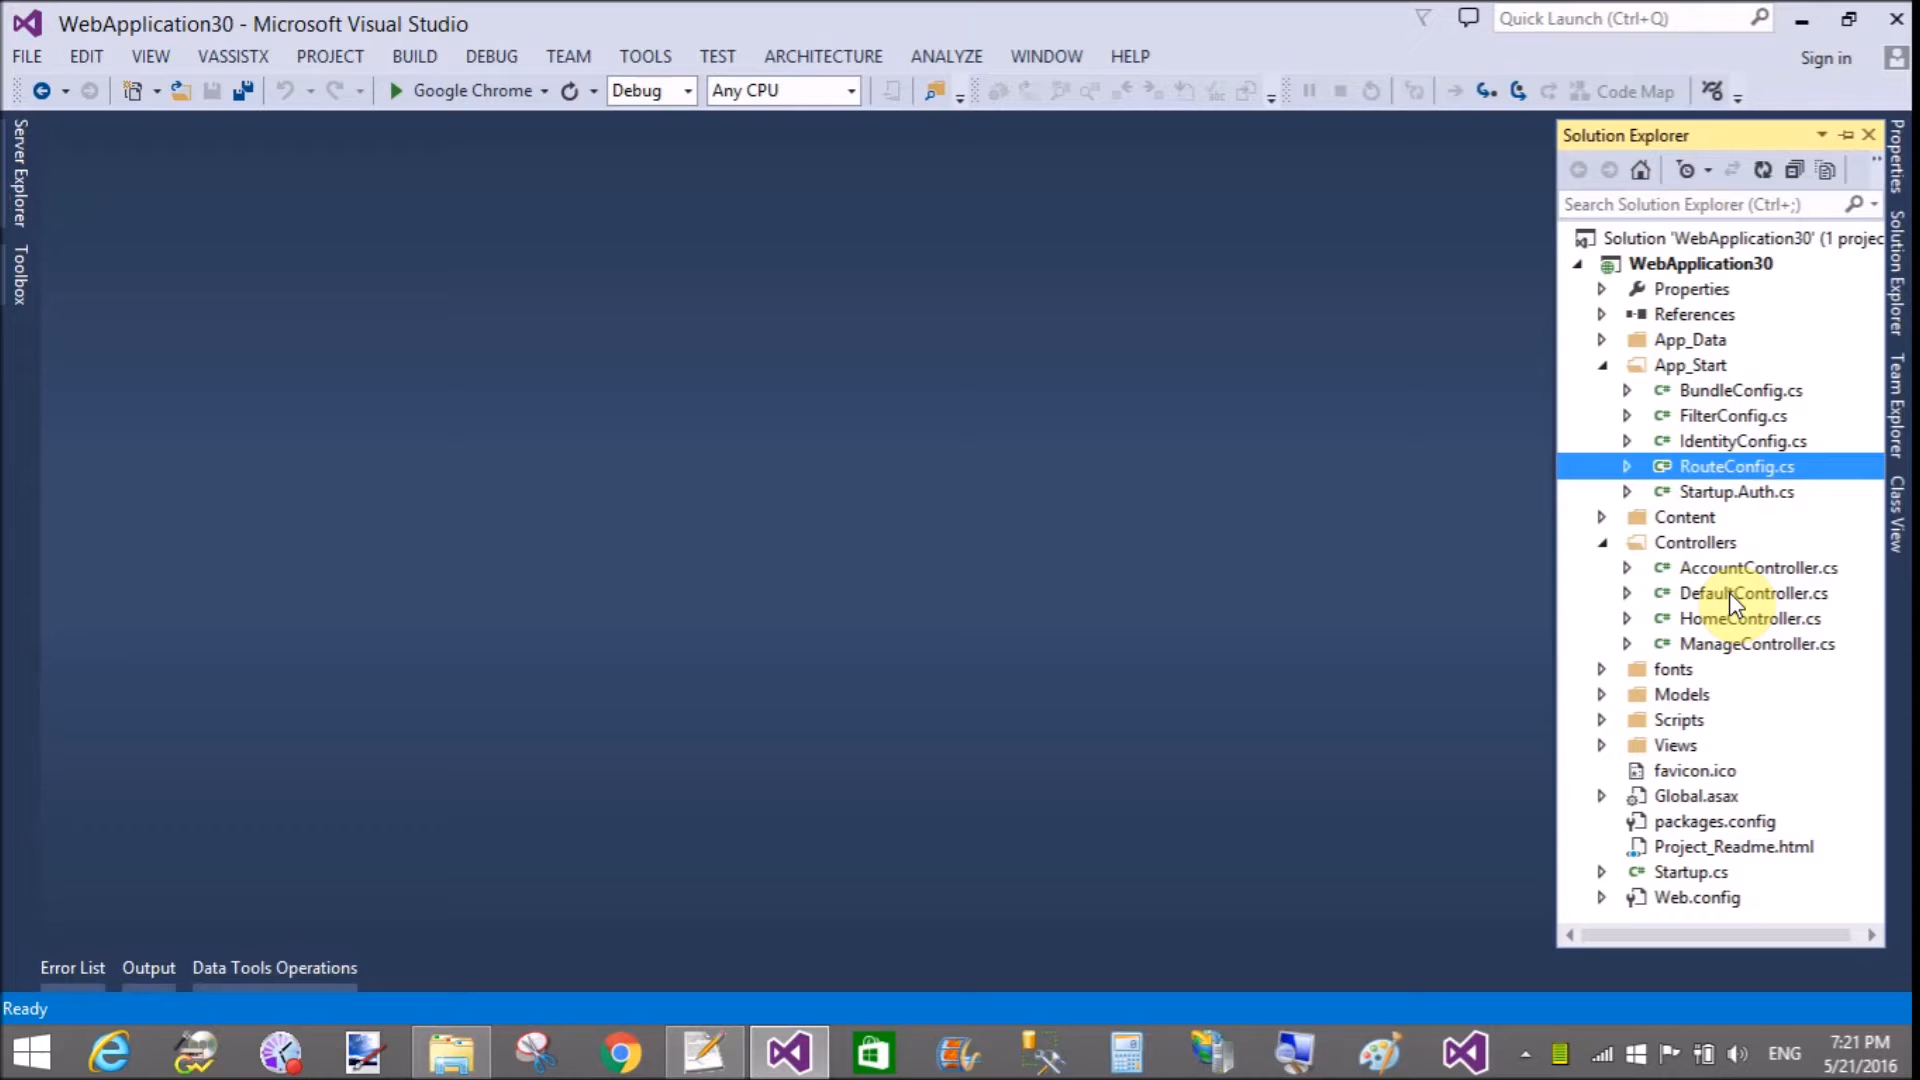 WebApplication30 - Microsoft Visual Studio
Quick Launch (Ctrl+Q)
FILE EDIT VIEW VASSISTX PROJECT BUILD DEBUG TEAM TOOLS TEST ARCHITECTURE ANALYZE WINDOW HELP
Sign in
Google Chrome Debug Any CPU Code Map
Server Explorer
Toolbox
Solution Explorer
Search Solution Explorer (Ctrl+;)
Solution 'WebApplication30' (1 projec
WebApplication30
Properties
References
App_Data
App_Start
BundleConfig.cs
FilterConfig.cs
IdentityConfig.cs
RouteConfig.cs
Startup.Auth.cs
Content
Controllers
AccountController.cs
DefaultController.cs
HomeController.cs
ManageController.cs
fonts
Models
Scripts
Views
favicon.ico
Global.asax
packages.config
Project_Readme.html
Startup.cs
Web.config
Properties
Solution Explorer
Team Explorer
Class View
Error List Output Data Tools Operations
Ready
ENG
7:21 PM
5/21/2016